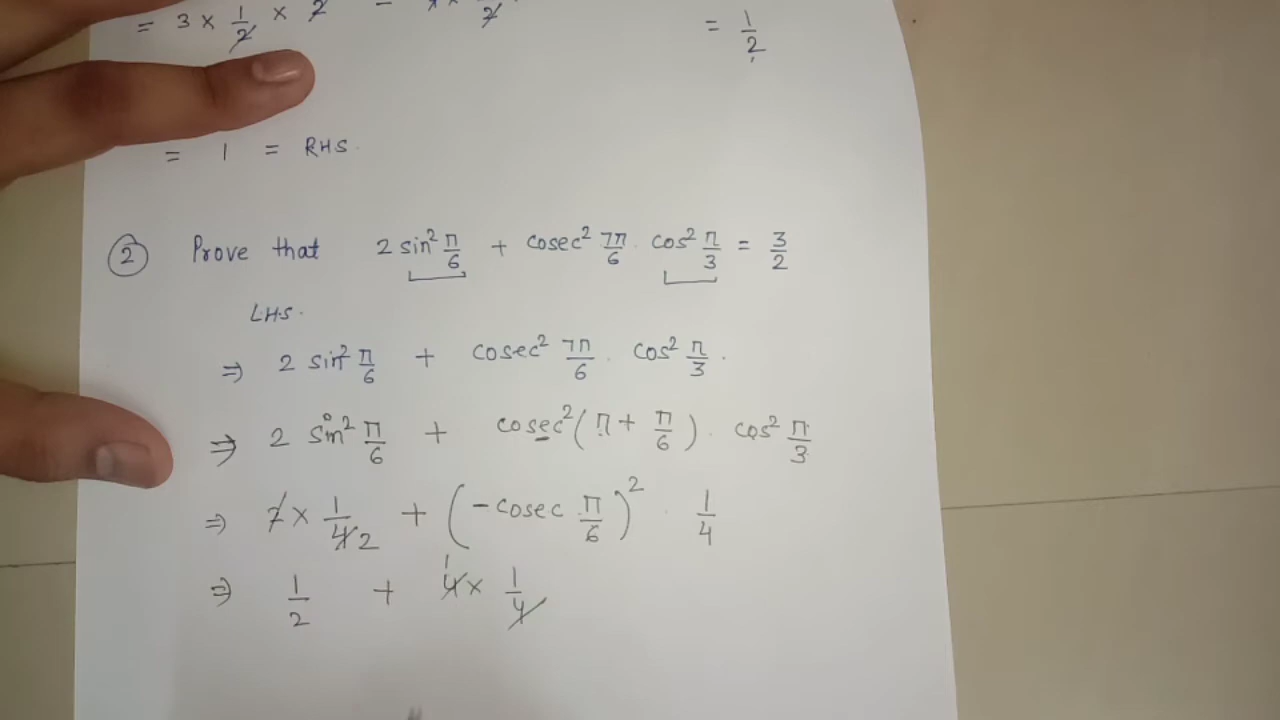 = 3 × 1/2 × 2
= 1/2
= 1 = RHS.
② Prove that 2 sin² π/6 + cosec² 7π/6 . cos² π/3 = 3/2
LHS.
⇒ 2 sin² π/6 + cosec² 7π/6 . cos² π/3 .
⇒ 2 sin² π/6 + cosec² (π + π/6) . cos² π/3
⇒ 2 × 1/4 2 + (- cosec π/6)² . 1/4
⇒ 1/2 + 4 1 × 1/4